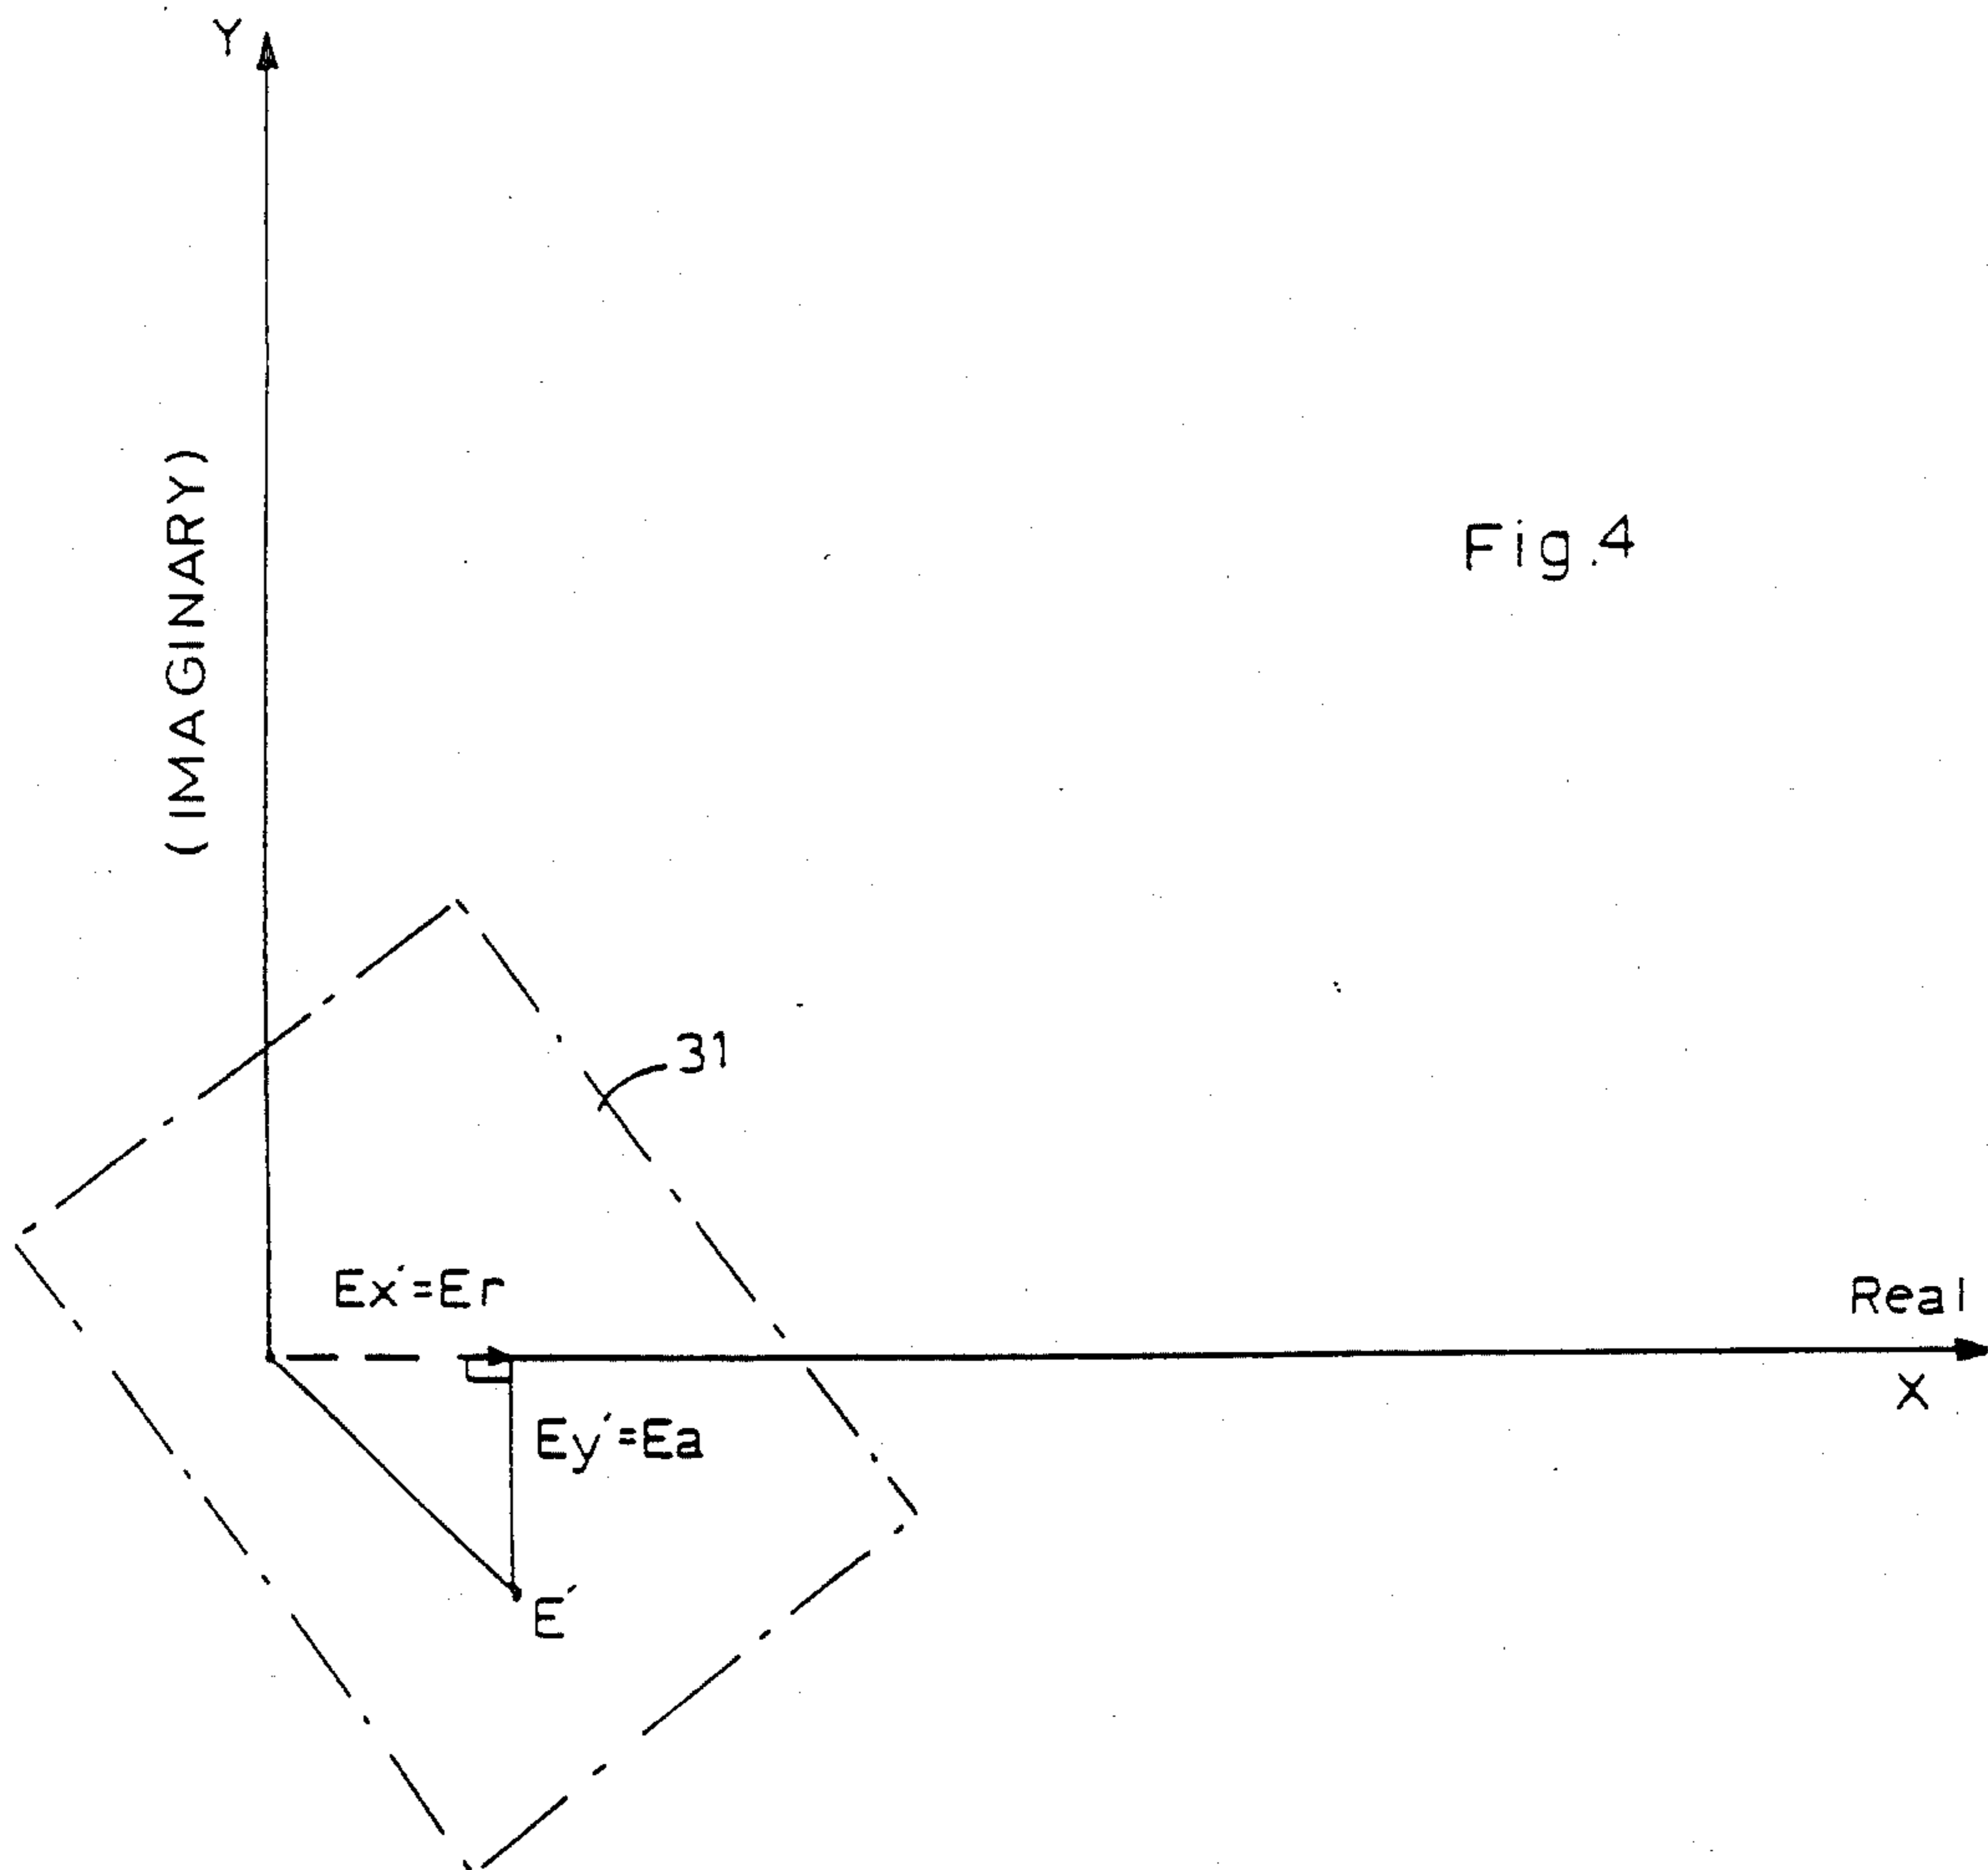 Y
(IMAGINARY)
Fig.4
31
Ex'=Er
Real
X
Ey'=Ea
E'